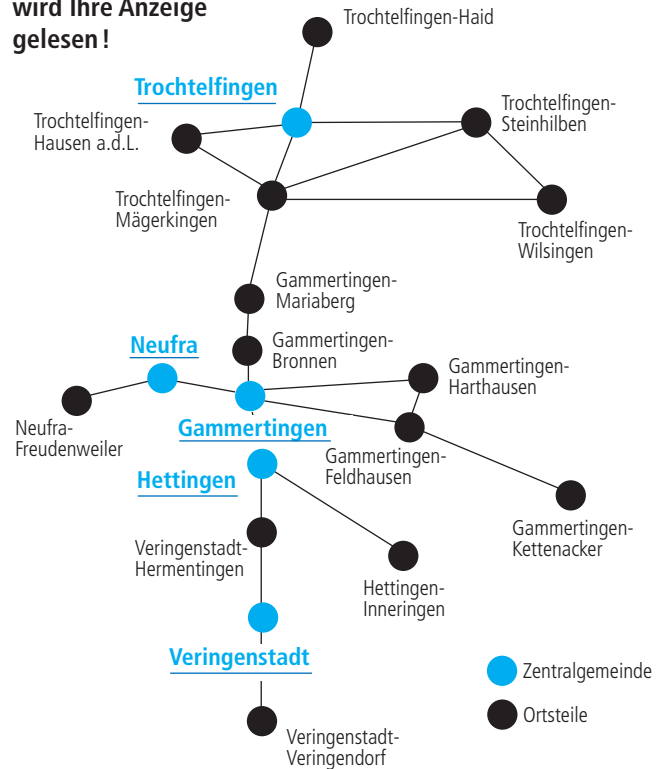 wird Ihre Anzeige
gelesen !
Trochtelfingen-Haid
Trochtelfingen
Trochtelfingen-
Steinhilben
Trochtelfingen-
Hausen a.d.L.
Trochtelfingen-
Mägerkingen
Trochtelfingen-
Wilsingen
Gammertingen-
Mariaberg
Neufra
Gammertingen-
Bronnen
Gammertingen-
Harthausen
Neufra-
Freudenweiler
Gammertingen
Gammertingen-
Feldhausen
Hettingen
Gammertingen-
Kettenacker
Veringenstadt-
Hermentingen
Hettingen-
Inneringen
Veringenstadt
Zentralgemeinde
Ortsteile
Veringenstadt-
Veringendorf